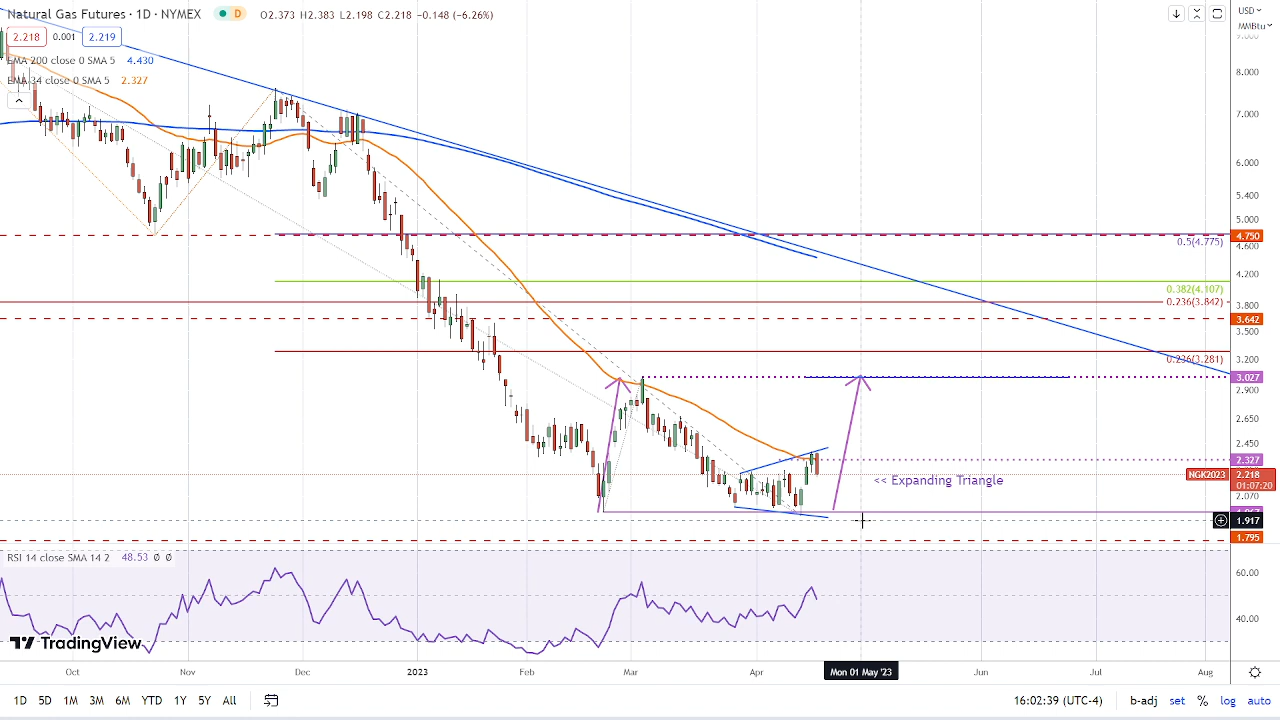 Natural Gas Futures · 1D · NYMEX D O2.373 H2.383 L2.198 C2.218 −0.148 (−6.26%)
2.218 0.001 2.219
EMA 200 close 0 SMA 5 4.430
EMA 34 close 0 SMA 5 2.327
USD
MMBtu
9.000
8.000
7.000
6.000
5.400
5.000
4.750
0.5(4.775)
4.600
4.200
0.382(4.107)
0.236(3.842)
3.800
3.642
3.500
3.200
0.236(3.281)
3.027
2.900
2.650
2.450
2.327
NGK2023 2.218
01:07:20
<< Expanding Triangle
2.070
1.917
1.795
RSI 14 close SMA 14 2 48.53 Ø Ø
60.00
40.00
TradingView
Oct Nov Dec 2023 Feb Mar Apr Mon 01 May '23 Jun Jul Aug
1D 5D 1M 3M 6M YTD 1Y 5Y All 16:02:39 (UTC-4) b-adj set % log auto